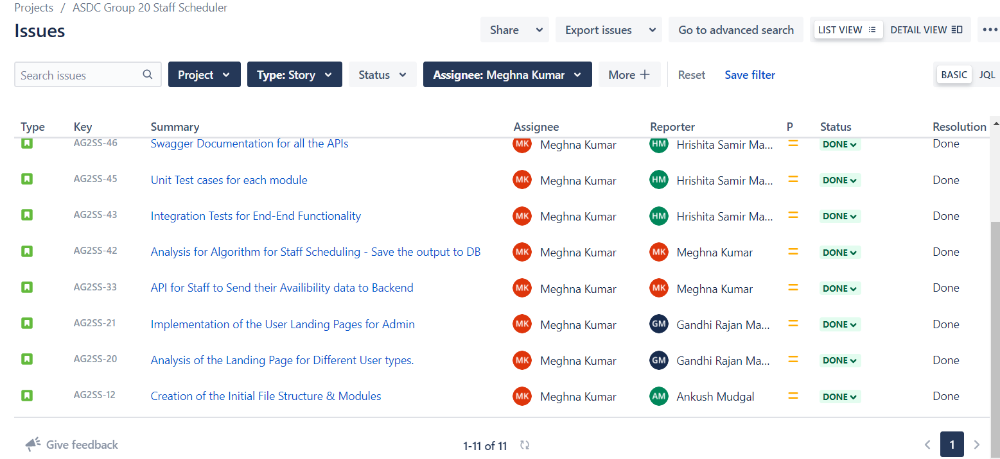 Projects / ASDC Group 20 Staff Scheduler
Issues
Share Export issues Go to advanced search LIST VIEW DETAIL VIEW
Search issues Project Type: Story Status Assignee: Meghna Kumar More + Reset Save filter BASIC JQL
Type Key Summary Assignee Reporter P Status Resolution
AG2SS-46 Swagger Documentation for all the APIs MK Meghna Kumar HM Hrishita Samir Ma... DONE Done
AG2SS-45 Unit Test cases for each module MK Meghna Kumar HM Hrishita Samir Ma... DONE Done
AG2SS-43 Integration Tests for End-End Functionality MK Meghna Kumar HM Hrishita Samir Ma... DONE Done
AG2SS-42 Analysis for Algorithm for Staff Scheduling - Save the output to DB MK Meghna Kumar MK Meghna Kumar DONE Done
AG2SS-33 API for Staff to Send their Availibility data to Backend MK Meghna Kumar MK Meghna Kumar DONE Done
AG2SS-21 Implementation of the User Landing Pages for Admin MK Meghna Kumar GM Gandhi Rajan Ma... DONE Done
AG2SS-20 Analysis of the Landing Page for Different User types. MK Meghna Kumar GM Gandhi Rajan Ma... DONE Done
AG2SS-12 Creation of the Initial File Structure & Modules MK Meghna Kumar AM Ankush Mudgal DONE Done
Give feedback 1-11 of 11 1